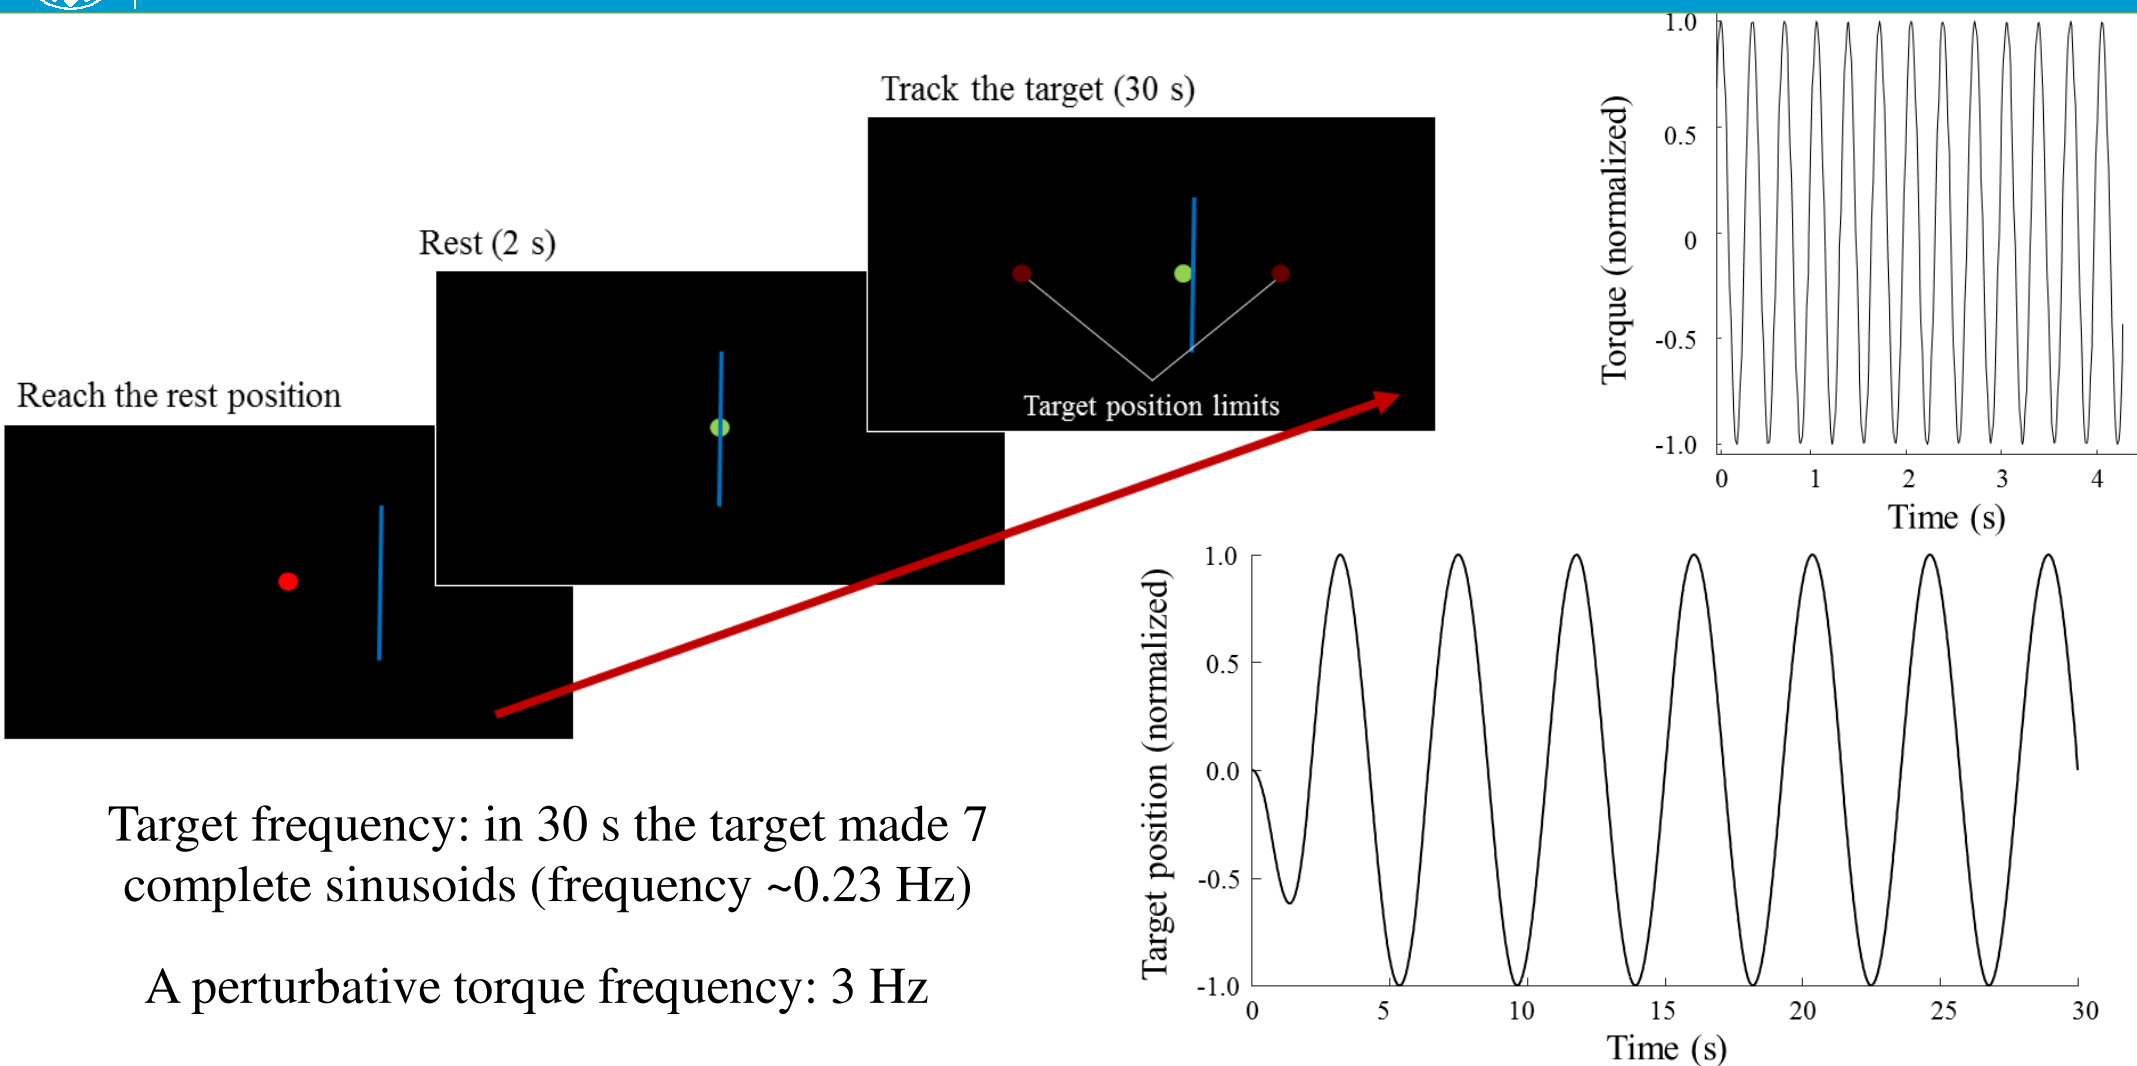 Track the target (30 s)
Target position limits
Rest (2 s)
Reach the rest position
Target frequency: in 30 s the target made 7
complete sinusoids (frequency ~0.23 Hz)
A perturbative torque frequency: 3 Hz
Torque (normalized)
1.0
0.5
0
-0.5
-1.0
0 1 2 3 4
Time (s)
Target position (normalized)
1.0
0.5
0.0
-0.5
-1.0
0 5 10 15 20 25 30
Time (s)